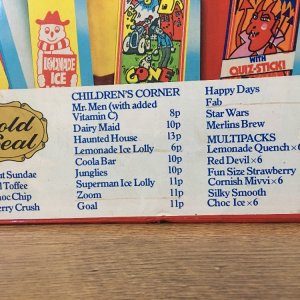 LEMONADE
ICE
GONE
WITH
QUIZ-STICK!
old
Seal
ut Sundae
l Toffee
hoc Chip
erry Crush
CHILDREN'S CORNER
Mr. Men (with added
Vitamin C) 8p
Dairy Maid 10p
Haunted House 13p
Lemonade Ice Lolly 6p
Coola Bar 10p
Junglies 10p
Superman Ice Lolly 11p
Zoom 11p
Goal 11p
Happy Days
Fab
Star Wars
Merlins Brew
MULTIPACKS
Lemonade Quench×6
Red Devil×6
Fun Size Strawberry
Cornish Mivvi×6
Silky Smooth
Choc Ice×6